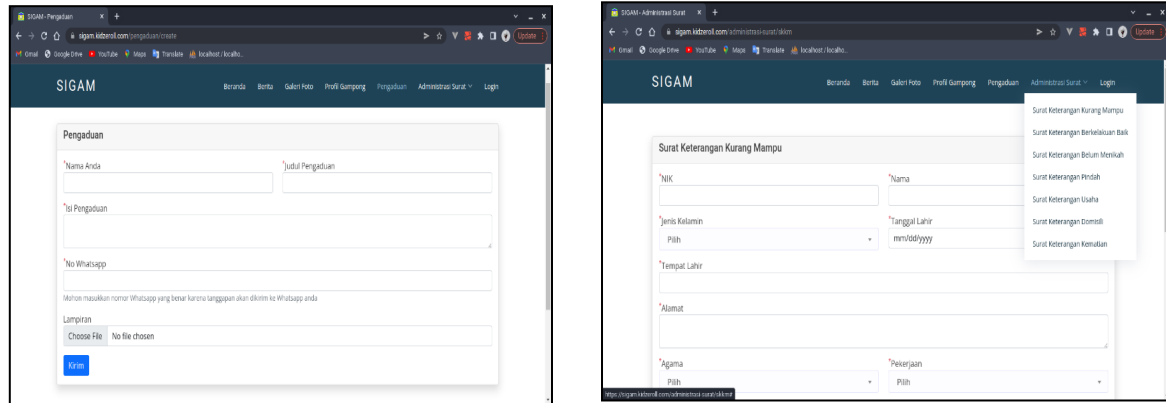 SIGAM - Pengaduan
sigam.kidzeroll.com/pengaduan/create
Update
Gmail Google Drive YouTube Maps Translate localhost / localho...
SIGAM
Beranda Berita Galeri Foto Profil Gampong Pengaduan Administrasi Surat Login
Pengaduan
*Nama Anda *Judul Pengaduan
*Isi Pengaduan
*No Whatsapp
Mohon masukkan nomor Whatsapp yang benar karena tanggapan akan dikirim ke Whatsapp anda
Lampiran
Choose File No file chosen
Kirim
SIGAM - Administrasi Surat
sigam.kidzeroll.com/administrasi-surat/skkm
Update
Gmail Google Drive YouTube Maps Translate localhost / localho...
SIGAM
Beranda Berita Galeri Foto Profil Gampong Pengaduan Administrasi Surat Login
Surat Keterangan Kurang Mampu
Surat Keterangan Berkelakuan Baik
Surat Keterangan Belum Menikah
Surat Keterangan Pindah
Surat Keterangan Usaha
Surat Keterangan Domisili
Surat Keterangan Kematian
Surat Keterangan Kurang Mampu
*NIK *Nama
*Jenis Kelamin *Tanggal Lahir
Pilih mm/dd/yyyy
*Tempat Lahir
*Alamat
*Agama *Pekerjaan
Pilih Pilih
https://sigam.kidzeroll.com/administrasi-surat/skkm#